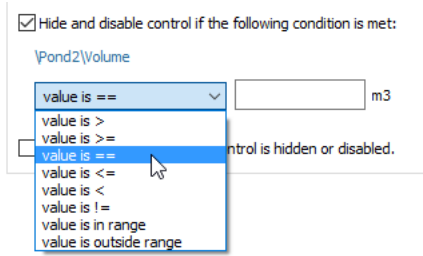 Hide and disable control if the following condition is met:
\Pond2\Volume
value is ==
m3
value is >
value is >=
value is == ntrol is hidden or disabled.
value is <=
value is <
value is !=
value is in range
value is outside range